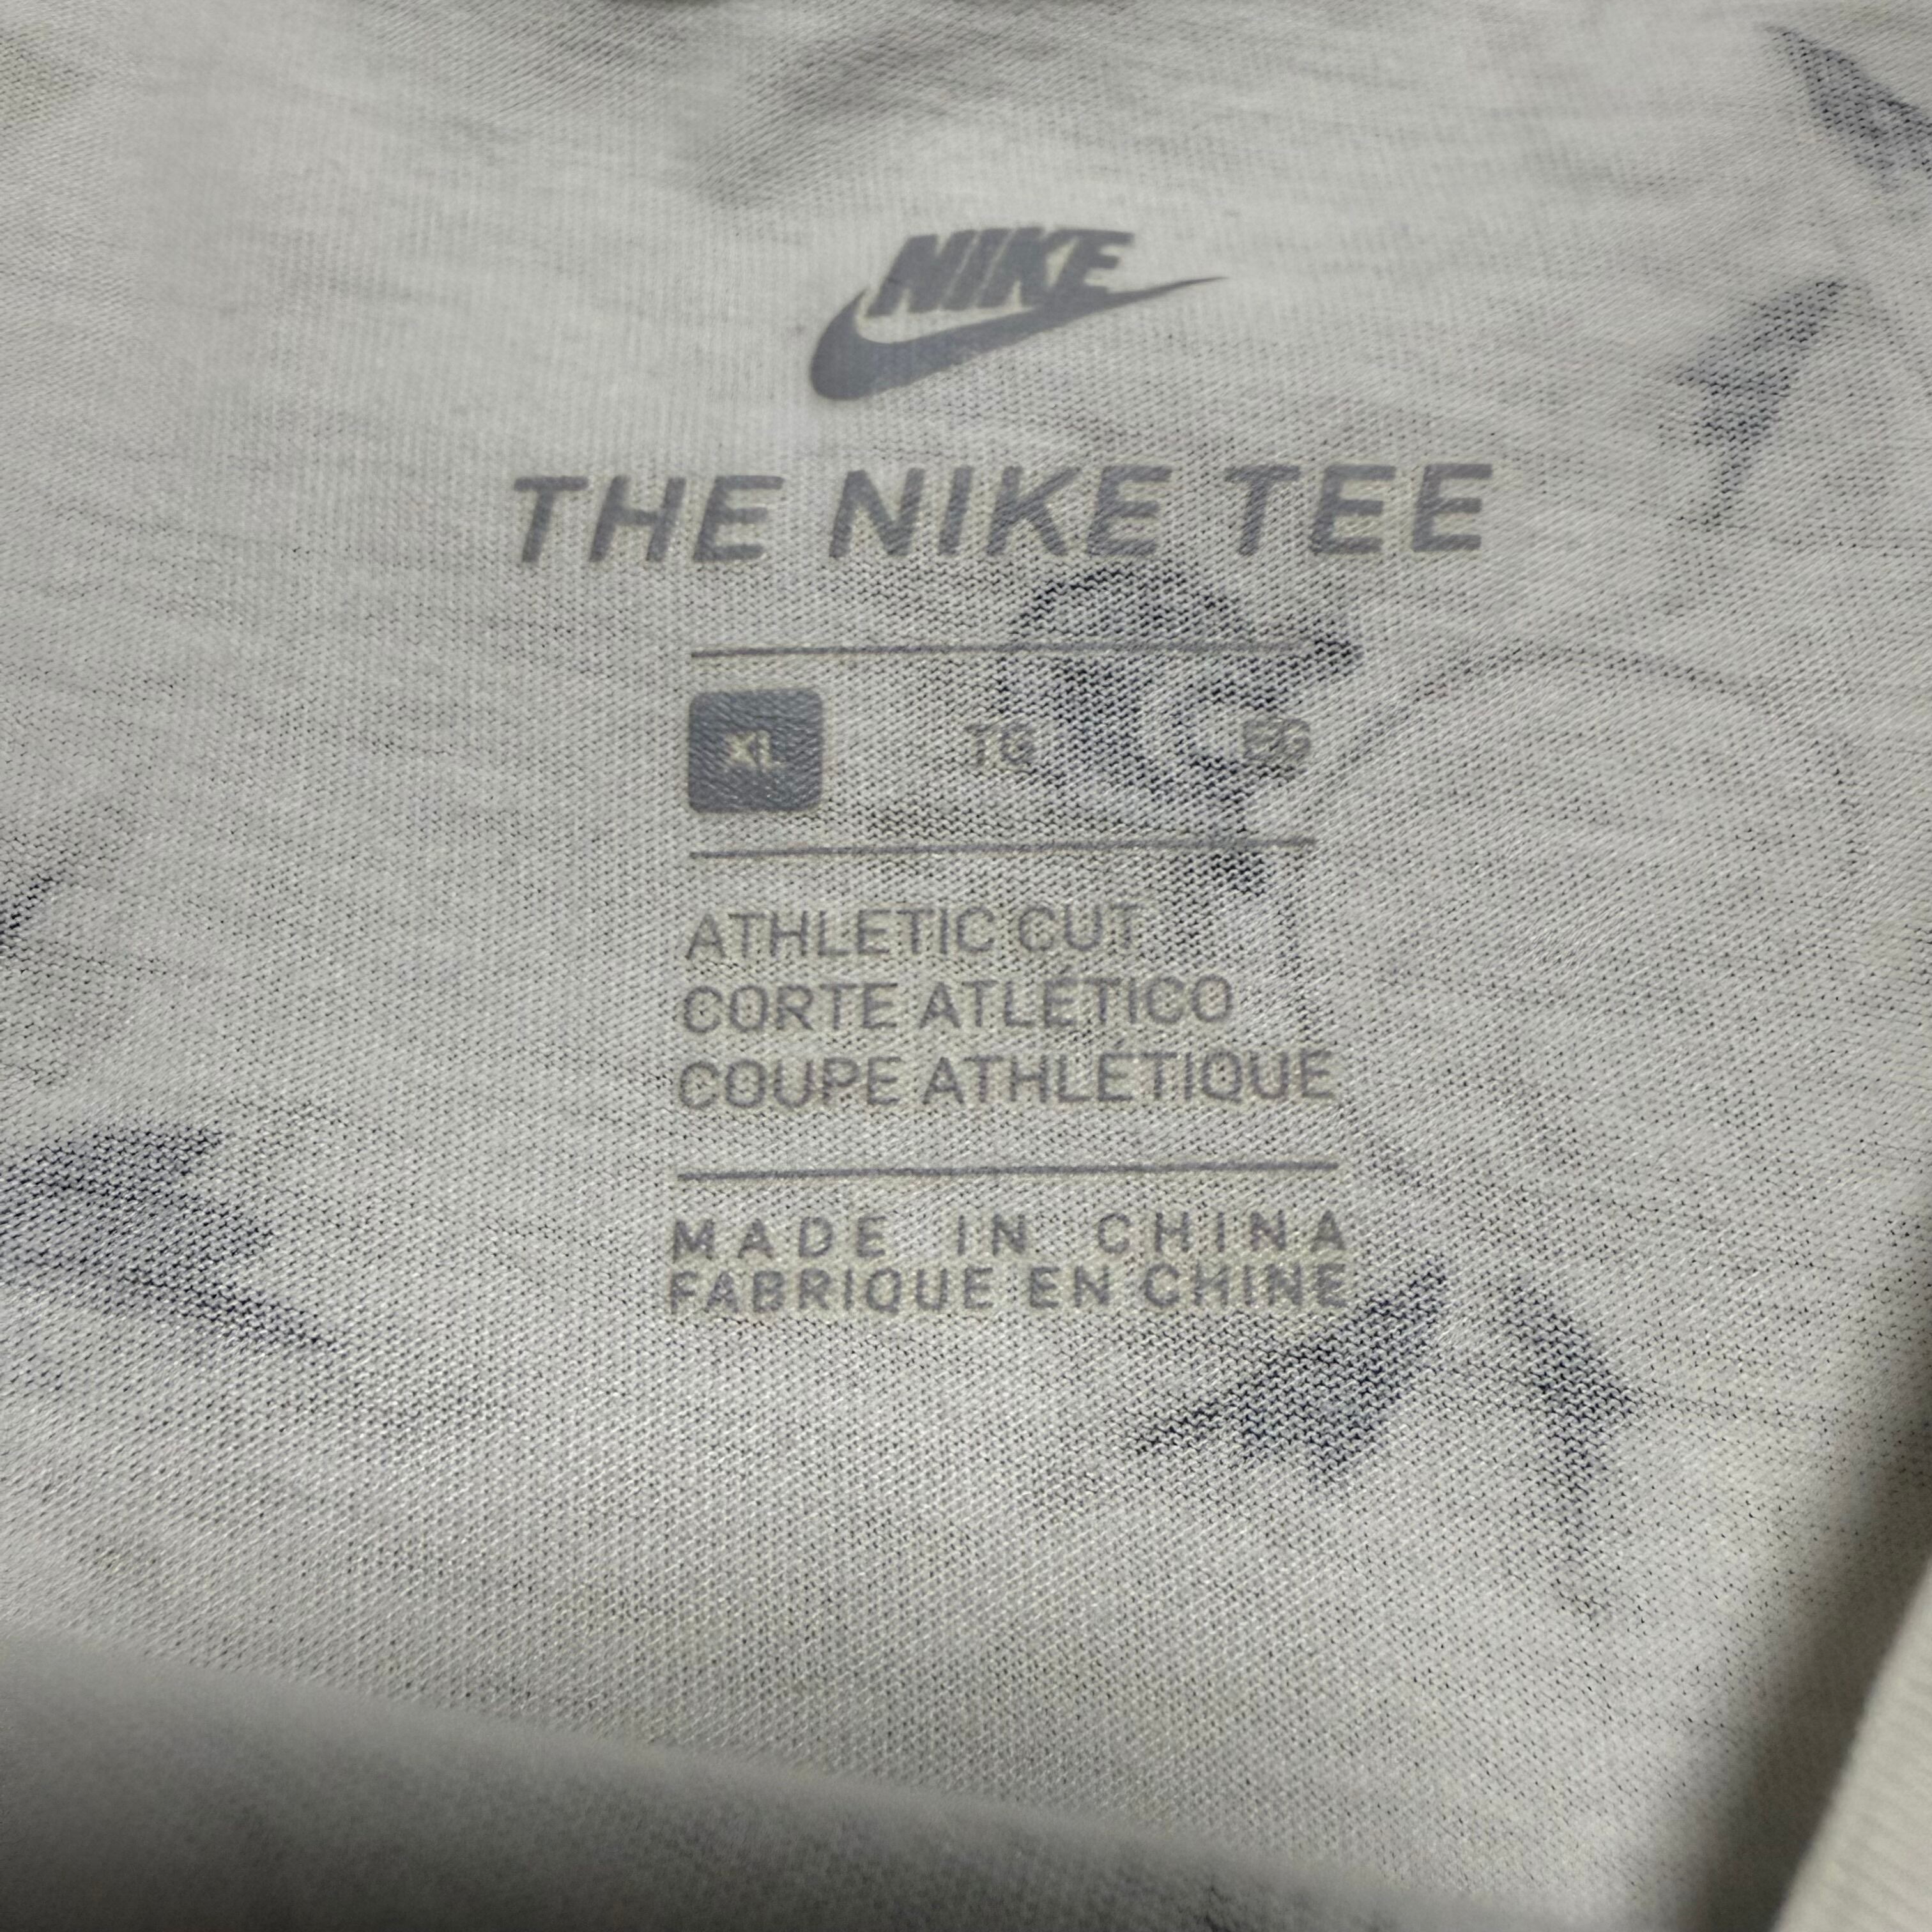 NIKE
THE NIKE TEE
XL TG EG
ATHLETIC CUT
CORTE ATLÉTICO
COUPE ATHLÉTIQUE
MADE IN CHINA
FABRIQUE EN CHINE